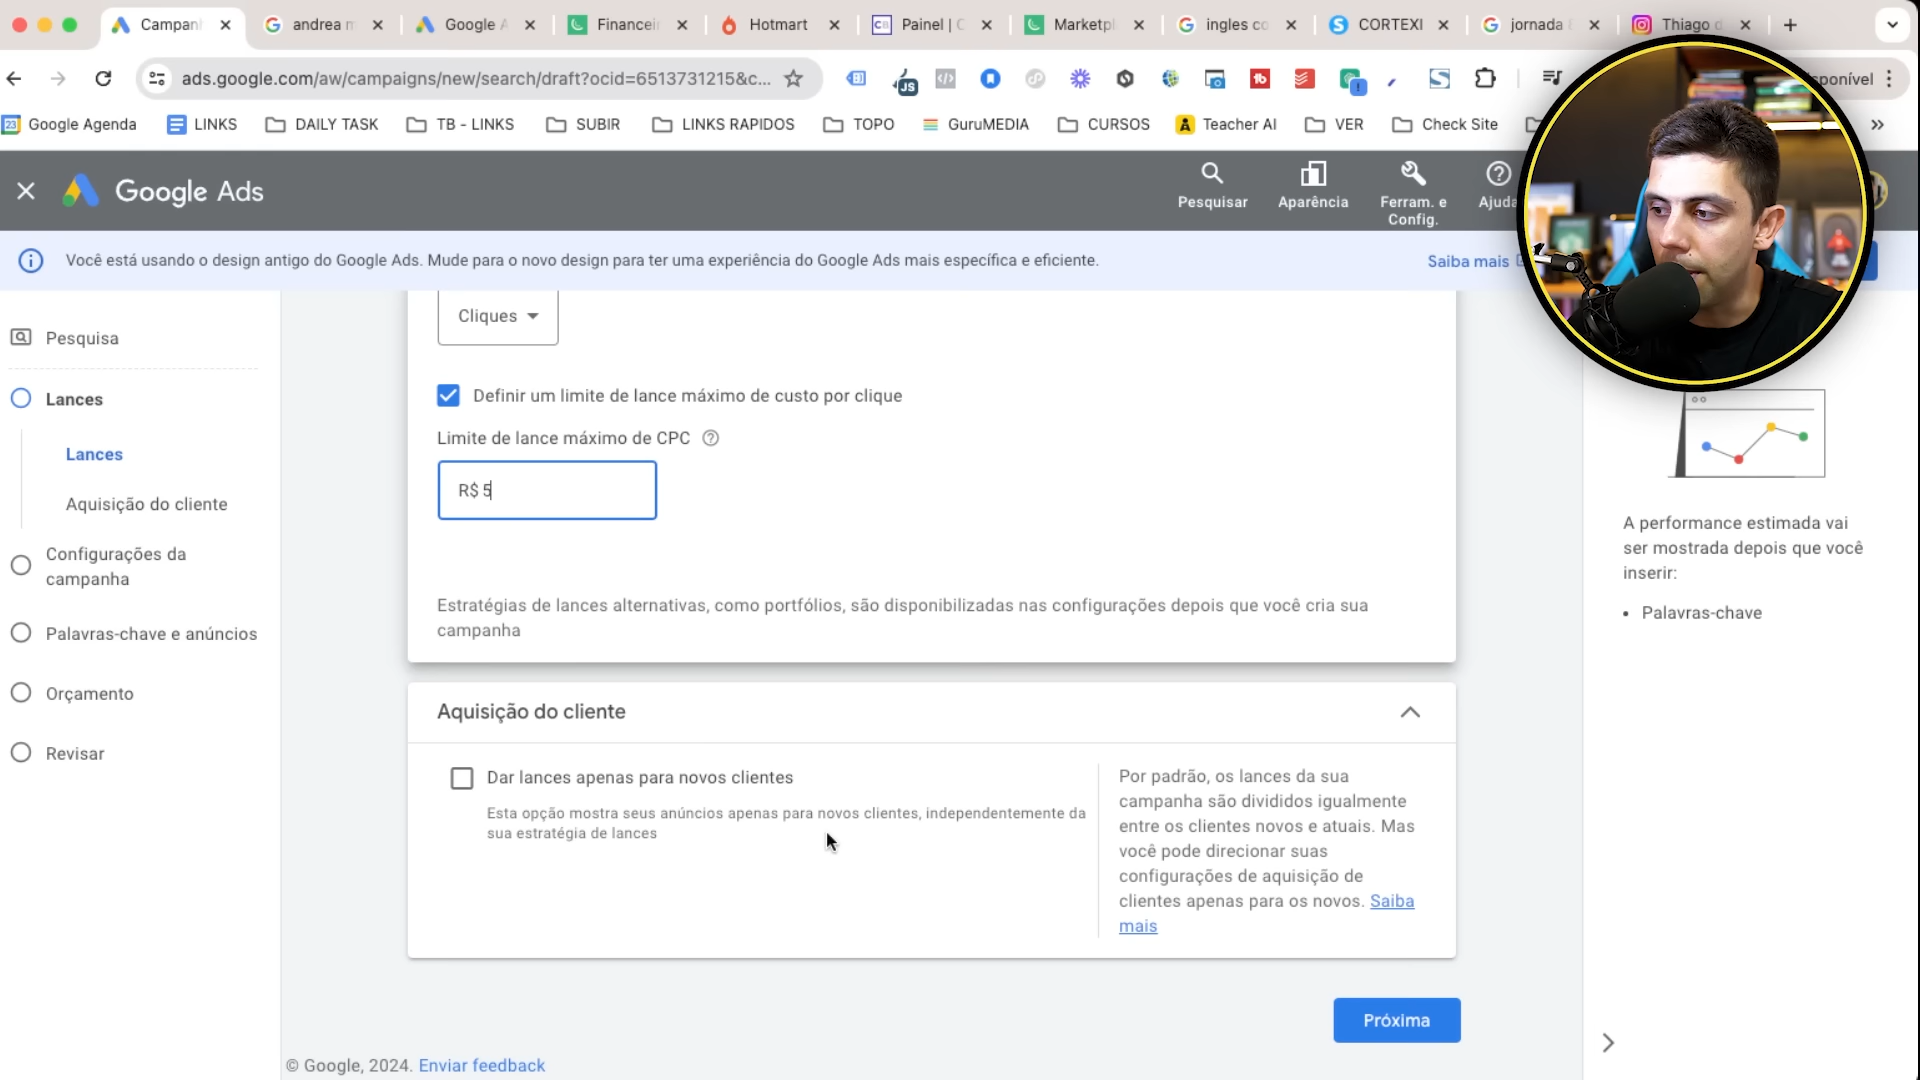 Campanh
andrea m
Google A
Financei
Hotmart
Painel | C
Marketpl
ingles co
CORTEXI
jornada
Thiago d
ads.google.com/aw/campaigns/new/search/draft?ocid=6513731215&c...
sponível
Google Agenda
LINKS
DAILY TASK
TB - LINKS
SUBIR
LINKS RAPIDOS
TOPO
GuruMEDIA
CURSOS
Teacher AI
VER
Check Site
Google Ads
Pesquisar
Aparência
Ferram. e
Config.
Ajuda
Você está usando o design antigo do Google Ads. Mude para o novo design para ter uma experiência do Google Ads mais específica e eficiente.
Saiba mais
Pesquisa
Lances
Lances
Aquisição do cliente
Configurações da
campanha
Palavras-chave e anúncios
Orçamento
Revisar
Cliques
Definir um limite de lance máximo de custo por clique
Limite de lance máximo de CPC
R$ 5
Estratégias de lances alternativas, como portfólios, são disponibilizadas nas configurações depois que você cria sua
campanha
Aquisição do cliente
Dar lances apenas para novos clientes
Esta opção mostra seus anúncios apenas para novos clientes, independentemente da
sua estratégia de lances
Por padrão, os lances da sua
campanha são divididos igualmente
entre os clientes novos e atuais. Mas
você pode direcionar suas
configurações de aquisição de
clientes apenas para os novos. Saiba
mais
A performance estimada vai
ser mostrada depois que você
inserir:
• Palavras-chave
Próxima
© Google, 2024. Enviar feedback